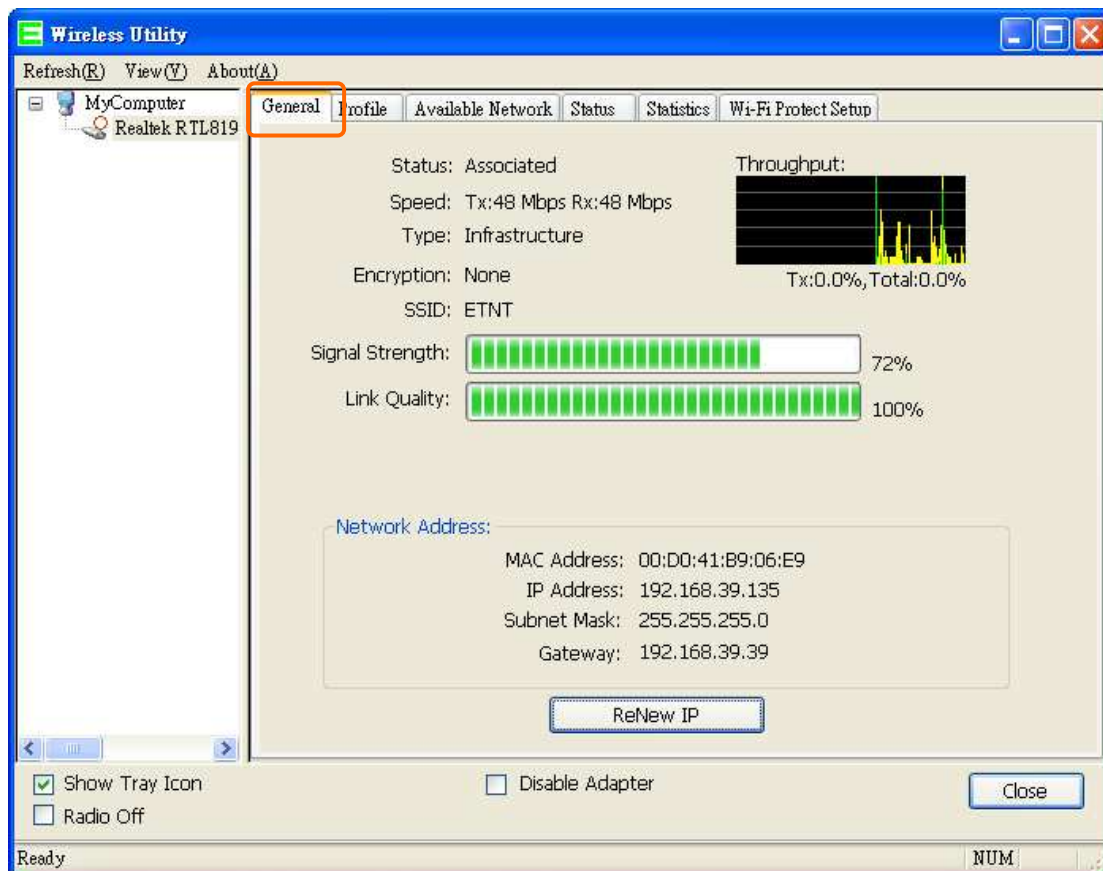 Wireless Utility
Refresh(R) View(V) About(A)
MyComputer
Realtek RTL819
General Profile Available Network Status Statistics Wi-Fi Protect Setup
Status: Associated
Speed: Tx:48 Mbps Rx:48 Mbps
Type: Infrastructure
Encryption: None
SSID: ETNT
Throughput:
Tx:0.0%, Total:0.0%
Signal Strength: 72%
Link Quality: 100%
Network Address:
MAC Address: 00:D0:41:B9:06:E9
IP Address: 192.168.39.135
Subnet Mask: 255.255.255.0
Gateway: 192.168.39.39
ReNew IP
Show Tray Icon
Radio Off
Disable Adapter
Close
Ready NUM